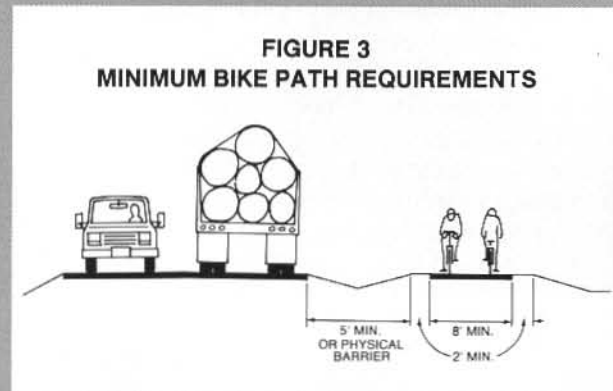 FIGURE 3
MINIMUM BIKE PATH REQUIREMENTS
5' MIN.
OR PHYSICAL
BARRIER
8' MIN.
2' MIN.